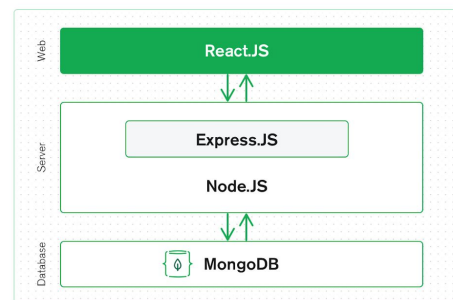 Web
React.JS
Server
Express.JS
Node.JS
Database
MongoDB